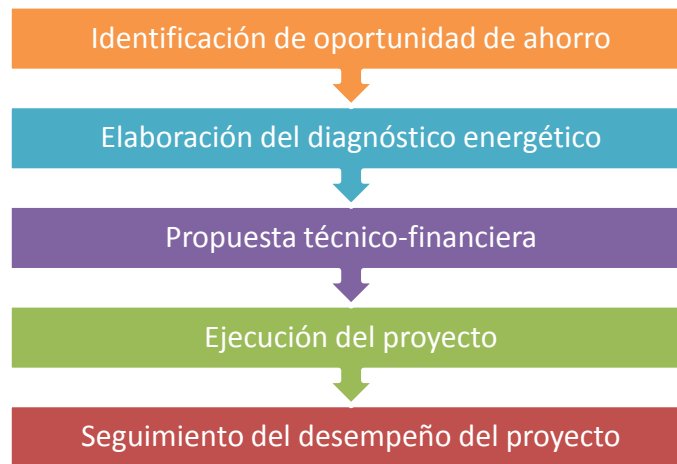 Identificación de oportunidad de ahorro
Elaboración del diagnóstico energético
Propuesta técnico-financiera
Ejecución del proyecto
Seguimiento del desempeño del proyecto